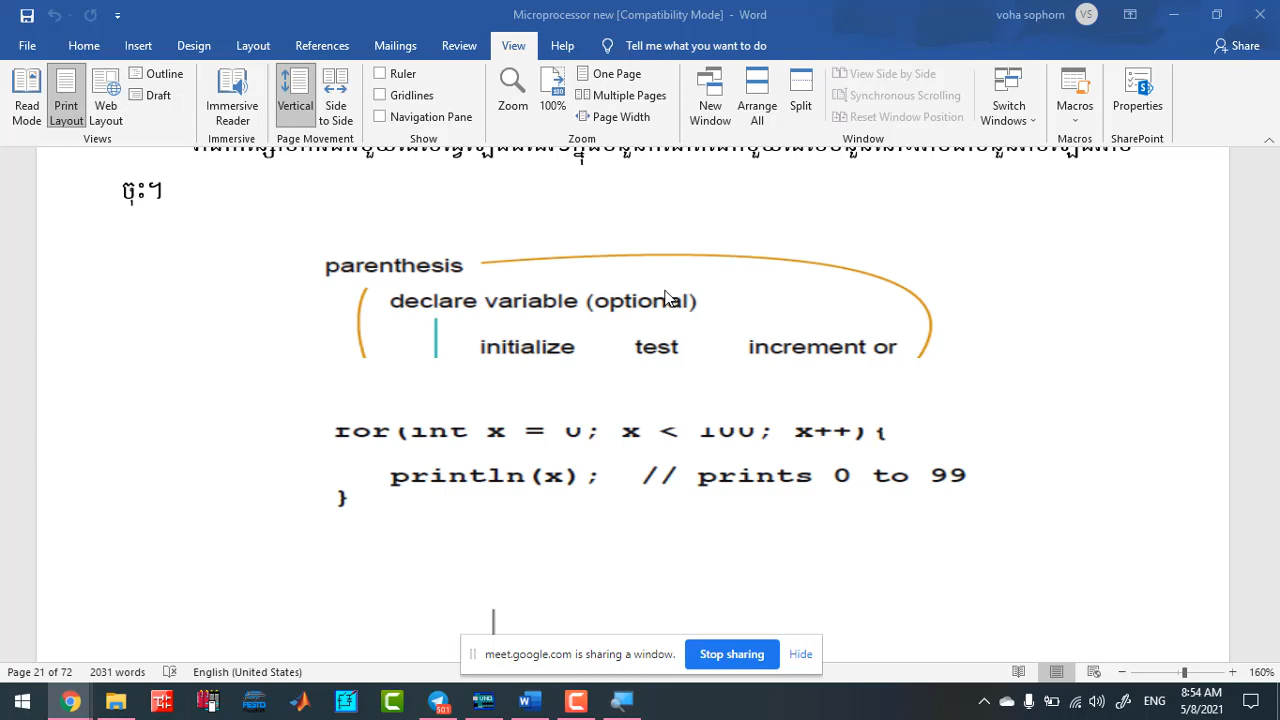 Microprocessor new [Compatibility Mode] - Word
voha sophorn VS
File Home Insert Design Layout References Mailings Review View Help Tell me what you want to do Share
Read Mode
Print Layout
Web Layout
Outline
Draft
Views
Immersive Reader
Immersive
Vertical
Side to Side
Page Movement
Ruler
Gridlines
Navigation Pane
Show
Zoom
100%
One Page
Multiple Pages
Page Width
Zoom
New Window
Arrange All
Split
View Side by Side
Synchronous Scrolling
Reset Window Position
Window
Switch Windows
Macros
Macros
Properties
SharePoint
ចុះ។
parenthesis
declare variable (optional)
initialize test increment or
for(int x = 0; x < 100; x++){
println(x); // prints 0 to 99
}
meet.google.com is sharing a window. Stop sharing Hide
Page 21 of 72 2031 words English (United States) 160%
501
ENG
8:54 AM
5/8/2021